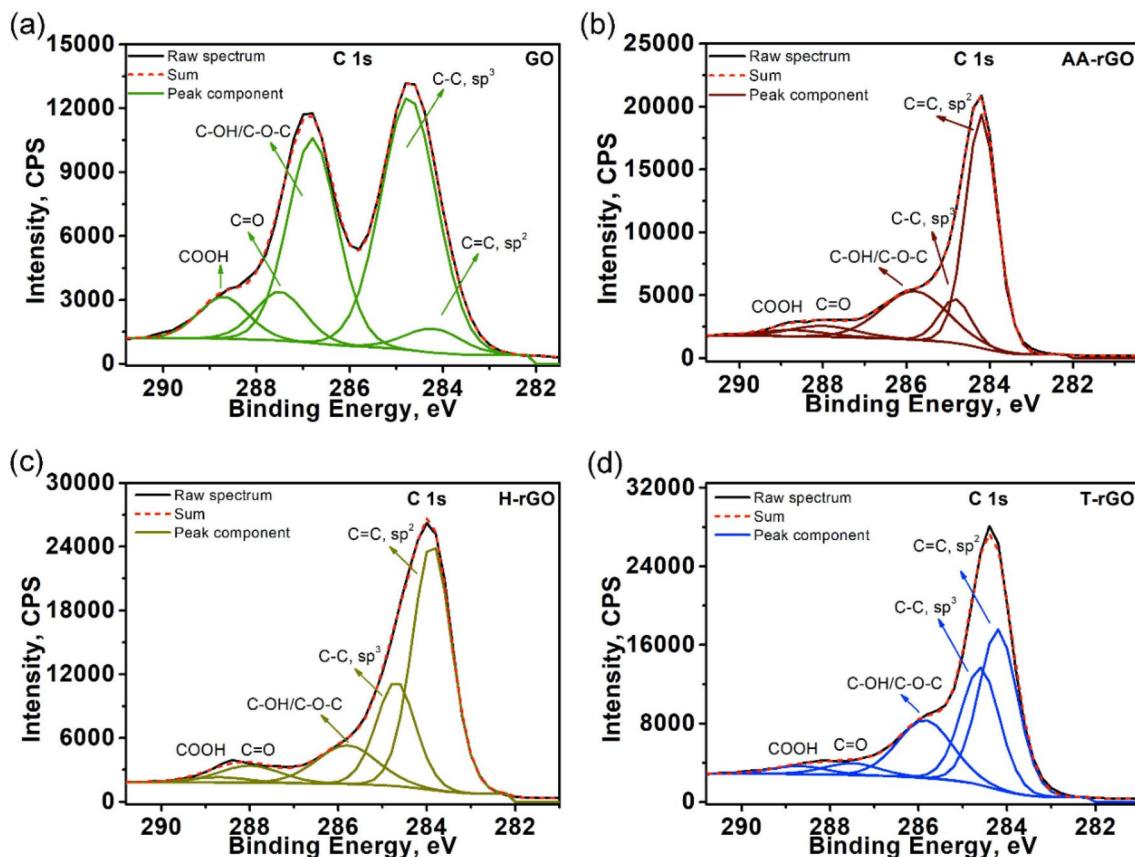 (a)
15000
12000
9000
6000
3000
0
Intensity, CPS
Raw spectrum
Sum
Peak component
C 1s
GO
C-C, sp³
C-OH/C-O-C
C=O
COOH
C=C, sp²
290 288 286 284 282
Binding Energy, eV
(b)
25000
20000
15000
10000
5000
0
Intensity, CPS
Raw spectrum
Sum
Peak component
C 1s
AA-rGO
C=C, sp²
C-C, sp³
C-OH/C-O-C
COOH
C=O
290 288 286 284 282
Binding Energy, eV
(c)
30000
24000
18000
12000
6000
0
Intensity, CPS
Raw spectrum
Sum
Peak component
C 1s
H-rGO
C=C, sp²
C-C, sp³
C-OH/C-O-C
COOH
C=O
290 288 286 284 282
Binding Energy, eV
(d)
32000
24000
16000
8000
0
Intensity, CPS
Raw spectrum
Sum
Peak component
C 1s
T-rGO
C=C, sp²
C-C, sp³
C-OH/C-O-C
COOH
C=O
290 288 286 284 282
Binding Energy, eV